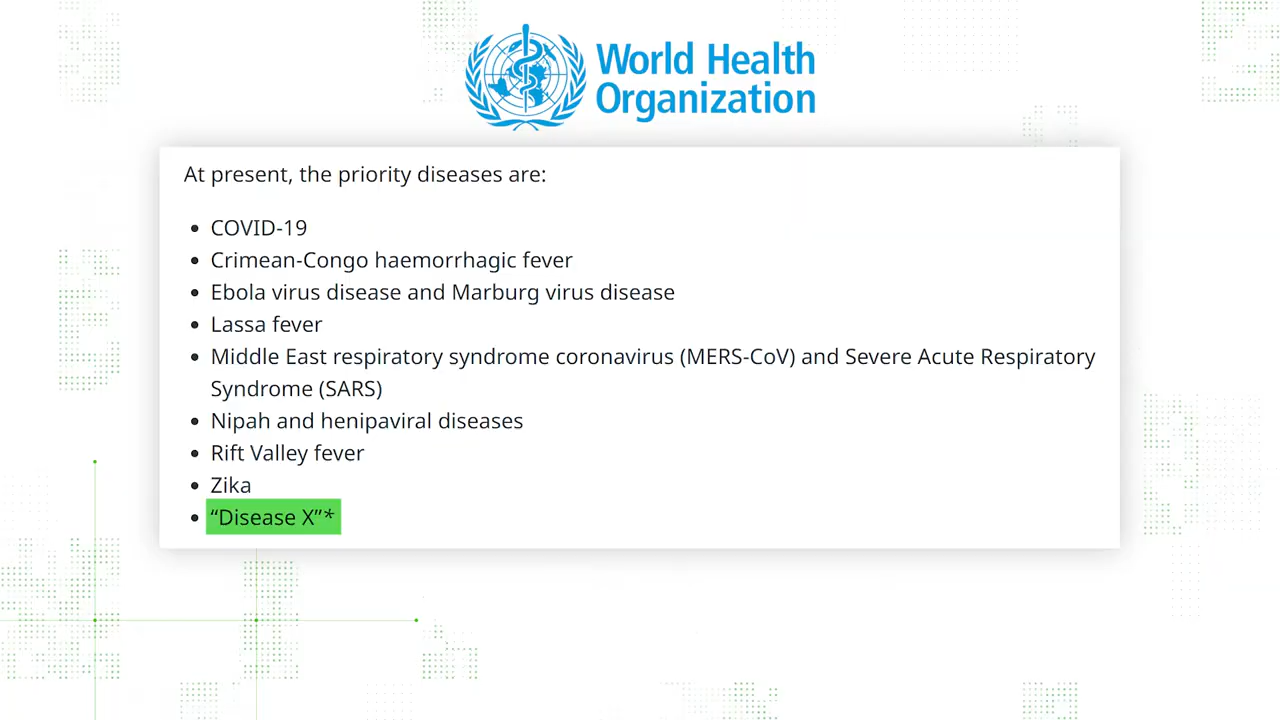 World Health
Organization
At present, the priority diseases are:
• COVID-19
• Crimean-Congo haemorrhagic fever
• Ebola virus disease and Marburg virus disease
• Lassa fever
• Middle East respiratory syndrome coronavirus (MERS-CoV) and Severe Acute Respiratory
Syndrome (SARS)
• Nipah and henipaviral diseases
• Rift Valley fever
• Zika
• “Disease X”*